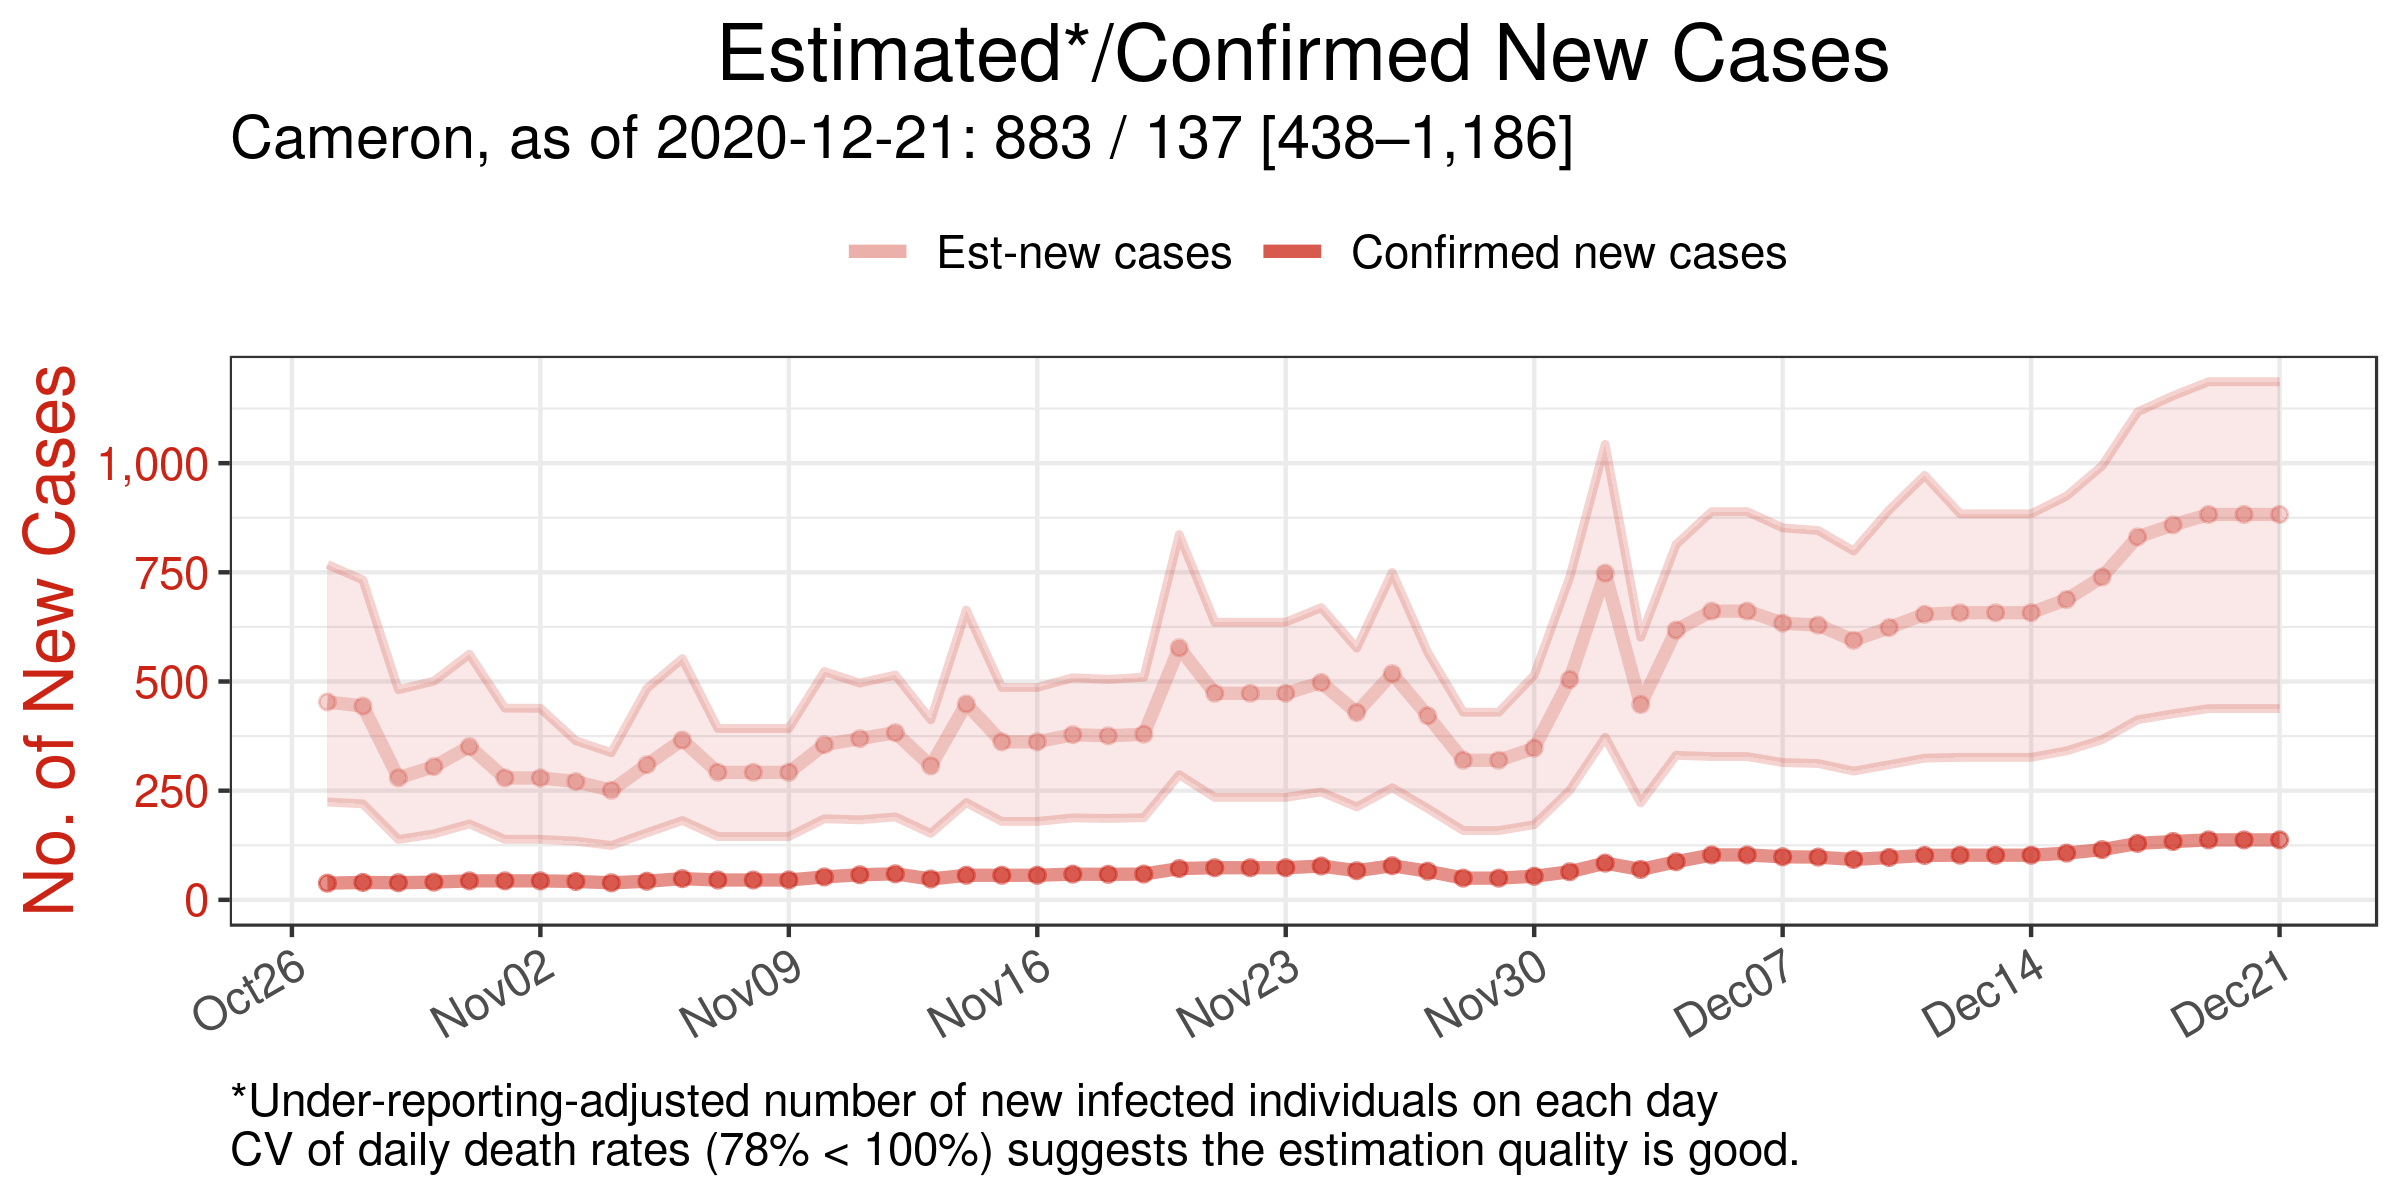 Estimated*/Confirmed New Cases
Cameron, as of 2020-12-21: 883 / 137 [438–1,186]
Est-new cases Confirmed new cases
No. of New Cases
1,000
750
500
250
0
Oct26 Nov02 Nov09 Nov16 Nov23 Nov30 Dec07 Dec14 Dec21
*Under-reporting-adjusted number of new infected individuals on each day
CV of daily death rates (78% < 100%) suggests the estimation quality is good.